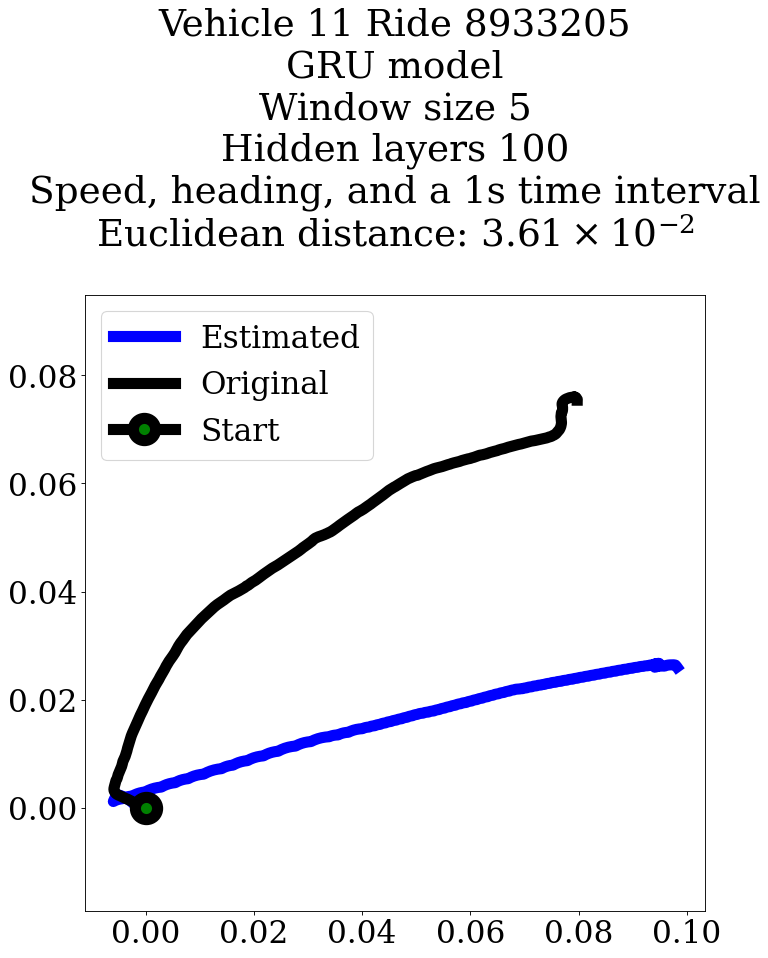 Vehicle 11 Ride 8933205
GRU model
Window size 5
Hidden layers 100
Speed, heading, and a 1s time interval
Euclidean distance: 3.61 × 10⁻²
Estimated
Original
Start
0.08
0.06
0.04
0.02
0.00
0.00 0.02 0.04 0.06 0.08 0.10